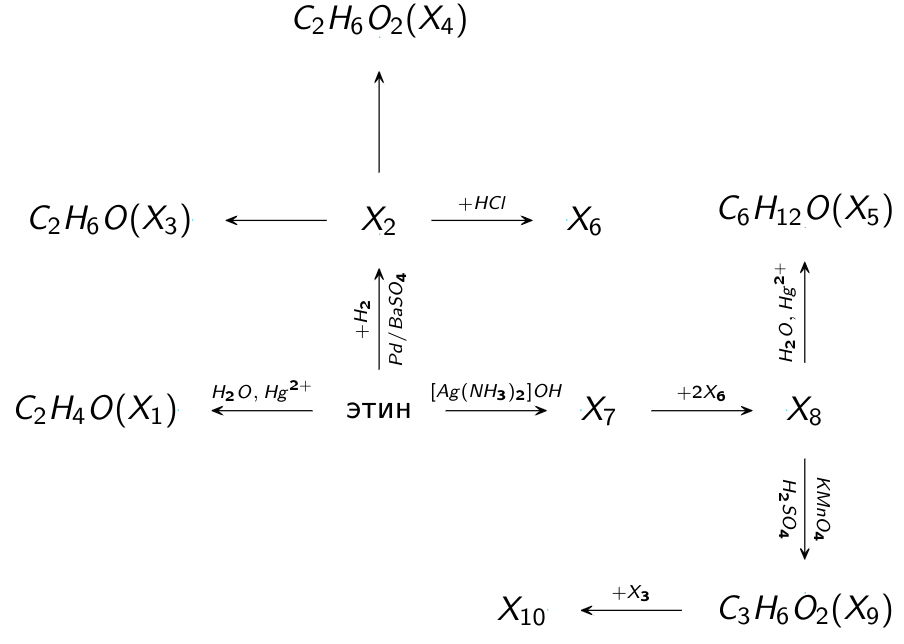 C₂H₆O₂(X₄)
C₂H₆O(X₃) X₂ +HCl X₆ C₆H₁₂O(X₅)
+H₂ Pd/BaSO₄ H₂O, Hg²⁺
C₂H₄O(X₁) H₂O, Hg²⁺ этин [Ag(NH₃)₂]OH X₇ +2X₆ X₈
KMnO₄ H₂SO₄
X₁₀ +X₃ C₃H₆O₂(X₉)